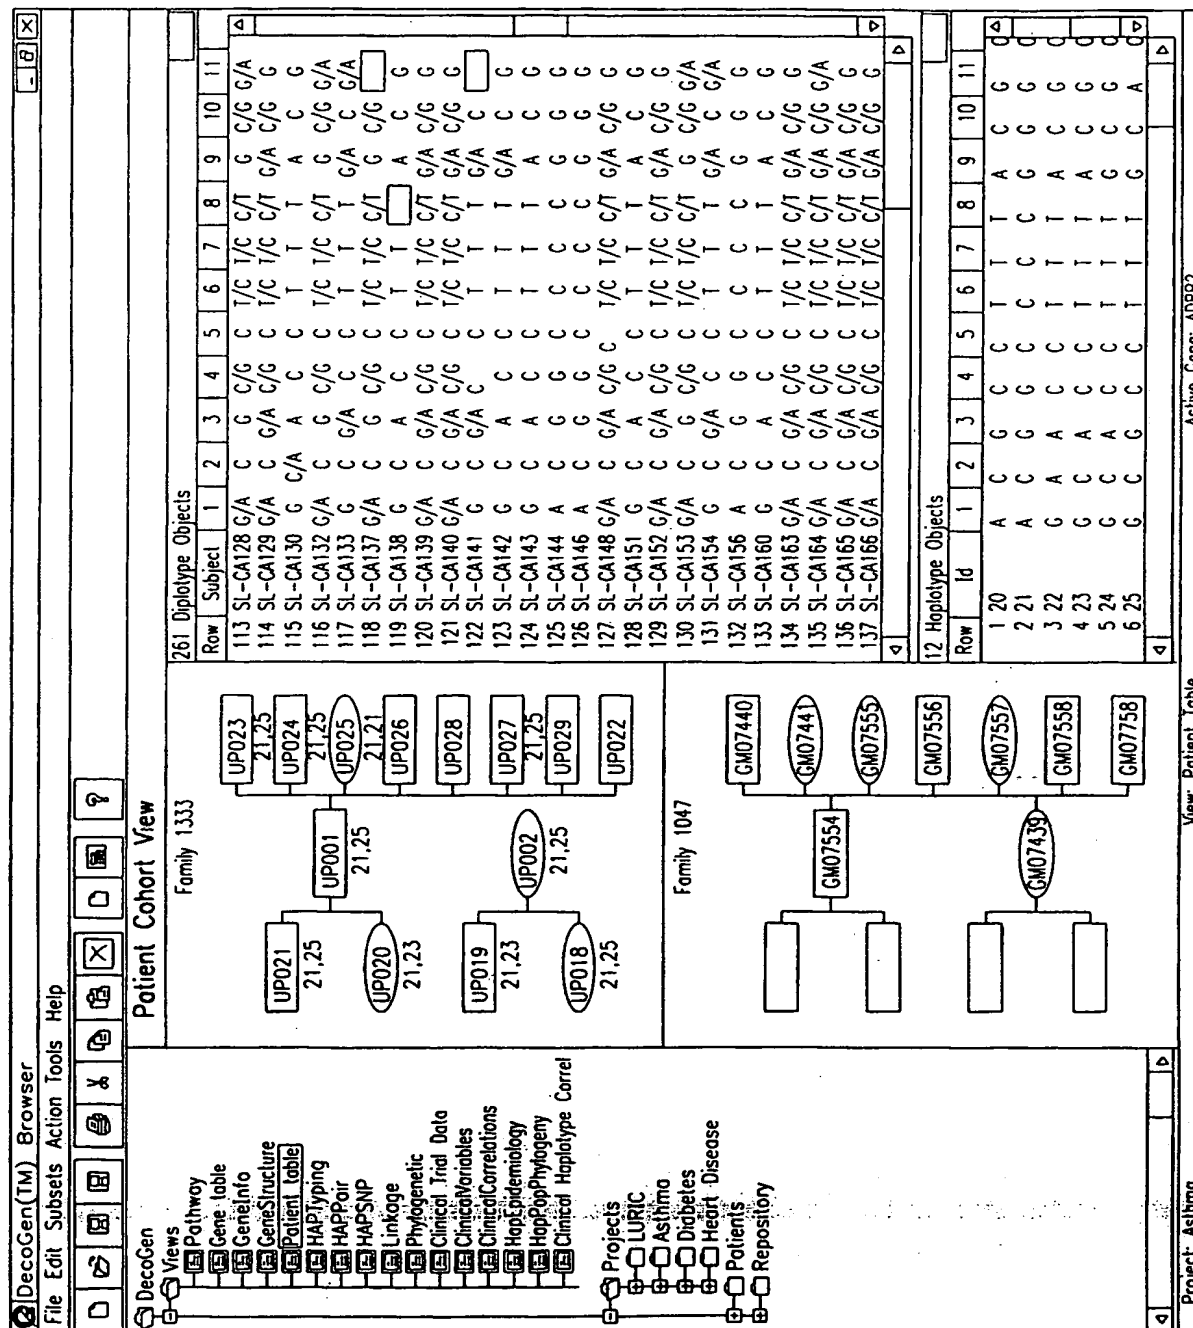 DecoGen(TM) Browser
File Edit Subsets Action Tools Help
DecoGen
Views
Pathway
Gene table
GeneInfo
GeneStructure
Patient table
HAPTyping
HAPPair
HAPSNP
Linkage
Phylogenetic
Clinical Trial Data
ClinicalVariables
ClinicalCorrelations
HapEpidemiology
HapPopPhylogeny
Clinical Haplotype Correl
Projects
LURIC
Asthma
Diabetes
Heart Disease
Patients
Repository
Patient Cohort View
Family 1333
UP021
21,25
UP020
21,23
UP019
21,23
UP018
21,25
UP001
21,25
UP002
21,25
UP023
21,25
UP024
21,25
UP025
21,21
UP026
UP028
UP027
21,25
UP029
UP022
Family 1047
GM07554
GM07439
GM07440
GM07441
GM07555
GM07556
GM07557
GM07558
GM07758
261 Diplotype Objects
Row Subject 1 2 3 4 5 6 7 8 9 10 11
113 SL-CA128 G/A C G C/G C T/C T/C C/T G C/G G/A
114 SL-CA129 G/A C G/A C/G C T/C T/C C/T G/A C/G G
115 SL-CA130 G C/A A C C T T T A C G
116 SL-CA132 G/A C G C/G C T/C T/C C/T G C/G G/A
117 SL-CA133 G C G/A C C T T T G/A C G/A
118 SL-CA137 G/A C G C/G C T/C T/C C/T G C/G
119 SL-CA138 G C A C C T T A C G
120 SL-CA139 G/A C G/A C/G C T/C T/C C/T G/A C/G G
121 SL-CA140 G/A C G/A C/G C T/C T/C C/T G/A C/G G
122 SL-CA141 G C G/A C C T T T G/A C
123 SL-CA142 G C A C C T T T G/A C G
124 SL-CA143 G C A C C T T T A C G
125 SL-CA144 A C G G C C C C G G G
126 SL-CA146 A C G G C C C C G G G
127 SL-CA148 G/A C G/A C/G C T/C T/C C/T G/A C/G G
128 SL-CA151 G C A C C T T T A C G
129 SL-CA152 G/A C G/A C/G C T/C T/C C/T G/A C/G G
130 SL-CA153 G/A C G C/G C T/C T/C C/T G C/G G/A
131 SL-CA154 G C G/A C C T T T G/A C G/A
132 SL-CA156 A C G G C C C C G G G
133 SL-CA160 G C A C C T T T A C G
134 SL-CA163 G/A C G/A C/G C T/C T/C C/T G/A C/G G
135 SL-CA164 G/A C G/A C/G C T/C T/C C/T G/A C/G G/A
136 SL-CA165 G/A C G/A C/G C T/C T/C C/T G/A C/G G
137 SL-CA166 G/A C G/A C/G C T/C T/C C/T G/A C/G G
12 Haplotype Objects
Row Id 1 2 3 4 5 6 7 8 9 10 11
1 20 A C G C C T T T A C G
2 21 A C G G C C C C G G G
3 22 G A A C C T T T A C G
4 23 G C A C C T T T A C G
5 24 G C A C C T T T G C G
6 25 G C G C C T T T G C A
Project: Asthma View: Patient Table Active Gene: ADRB2